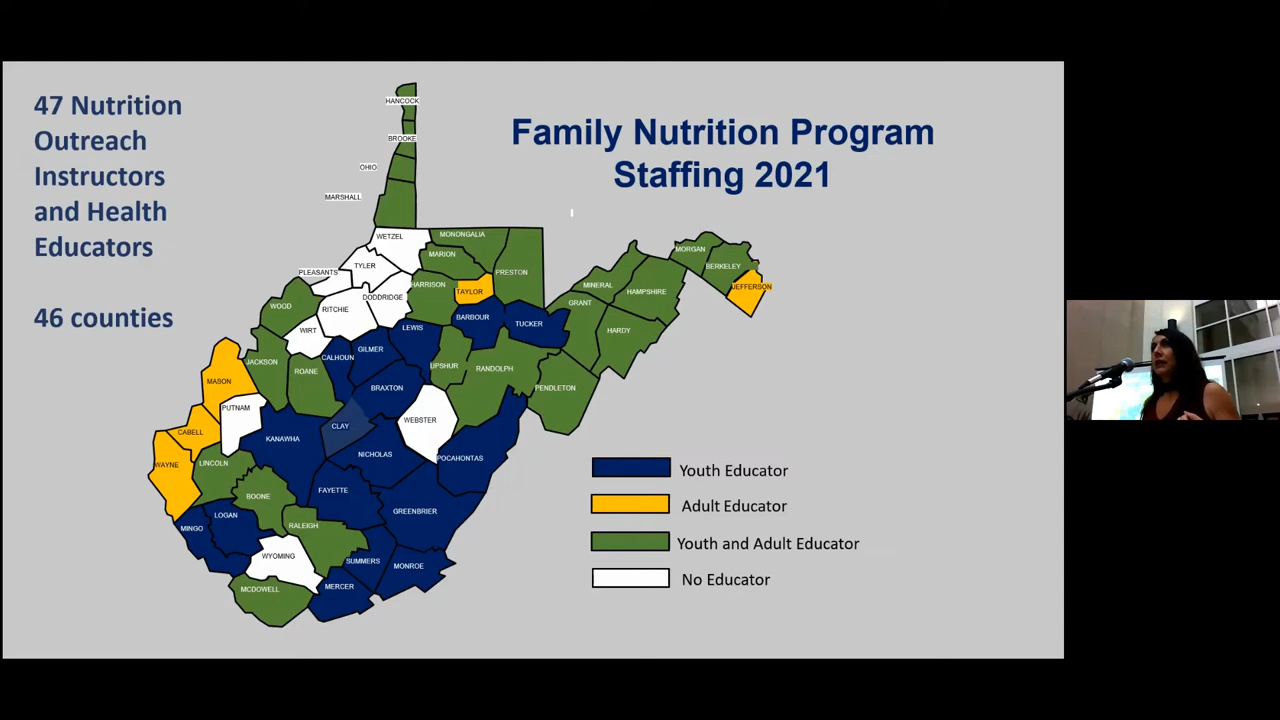 47 Nutrition
Outreach
Instructors
and Health
Educators
46 counties
Family Nutrition Program
Staffing 2021
HANCOCK
BROOKE
OHIO
MARSHALL
WETZEL
MONONGALIA
MARION
TYLER
PLEASANTS
PRESTON
HARRISON
TAYLOR
DODDRIDGE
RITCHIE
WOOD
WIRT
MORGAN
BERKELEY
JEFFERSON
MINERAL
HAMPSHIRE
GRANT
HARDY
BARBOUR
TUCKER
LEWIS
GILMER
CALHOUN
JACKSON
ROANE
UPSHUR
RANDOLPH
PENDLETON
BRAXTON
MASON
PUTNAM
CLAY
WEBSTER
CABELL
KANAWHA
NICHOLAS
POCAHONTAS
WAYNE
LINCOLN
BOONE
FAYETTE
GREENBRIER
LOGAN
MINGO
RALEIGH
WYOMING
SUMMERS
MONROE
MCDOWELL
MERCER
Youth Educator
Adult Educator
Youth and Adult Educator
No Educator